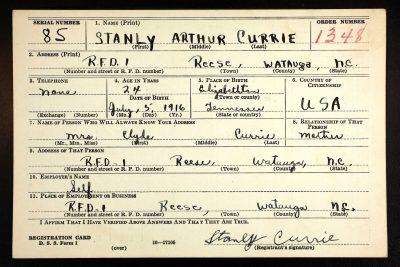 SERIAL NUMBER 1. NAME (Print) ORDER NUMBER
85 STANLY ARTHUR CURRIE 1348
(First) (Middle) (Last)
2. ADDRESS (Print)
R.F.D. 1 Reese, Watauga, N.C.
(Number and street or R. F. D. number) (Town) (County) (State)
3. TELEPHONE 4. AGE IN YEARS 5. PLACE OF BIRTH 6. COUNTRY OF CITIZENSHIP
None 24 Elizabethton
DATE OF BIRTH (Town or county)
July, 5, 1916 Tennessee USA
(Exchange) (Number) (Mo.) (Day) (Yr.) (State or country)
7. NAME OF PERSON WHO WILL ALWAYS KNOW YOUR ADDRESS 8. RELATIONSHIP OF THAT PERSON
Mrs. Clyde Currie Mother
(Mr., Mrs., Miss) (First) (Middle) (Last)
9. ADDRESS OF THAT PERSON
R.F.D. 1 Reese, Watauga, N.C.
(Number and street or R. F. D. number) (Town) (County) (State)
10. EMPLOYER'S NAME
Self
11. PLACE OF EMPLOYMENT OR BUSINESS
R.F.D. 1 Reese, Watauga N.C.
(Number and street or R. F. D. number) (Town) (County) (State)
I AFFIRM THAT I HAVE VERIFIED ABOVE ANSWERS AND THAT THEY ARE TRUE.
REGISTRATION CARD
D. S. S. Form 1 (over) 16—17105 Stanly Currie
(Registrant's signature)